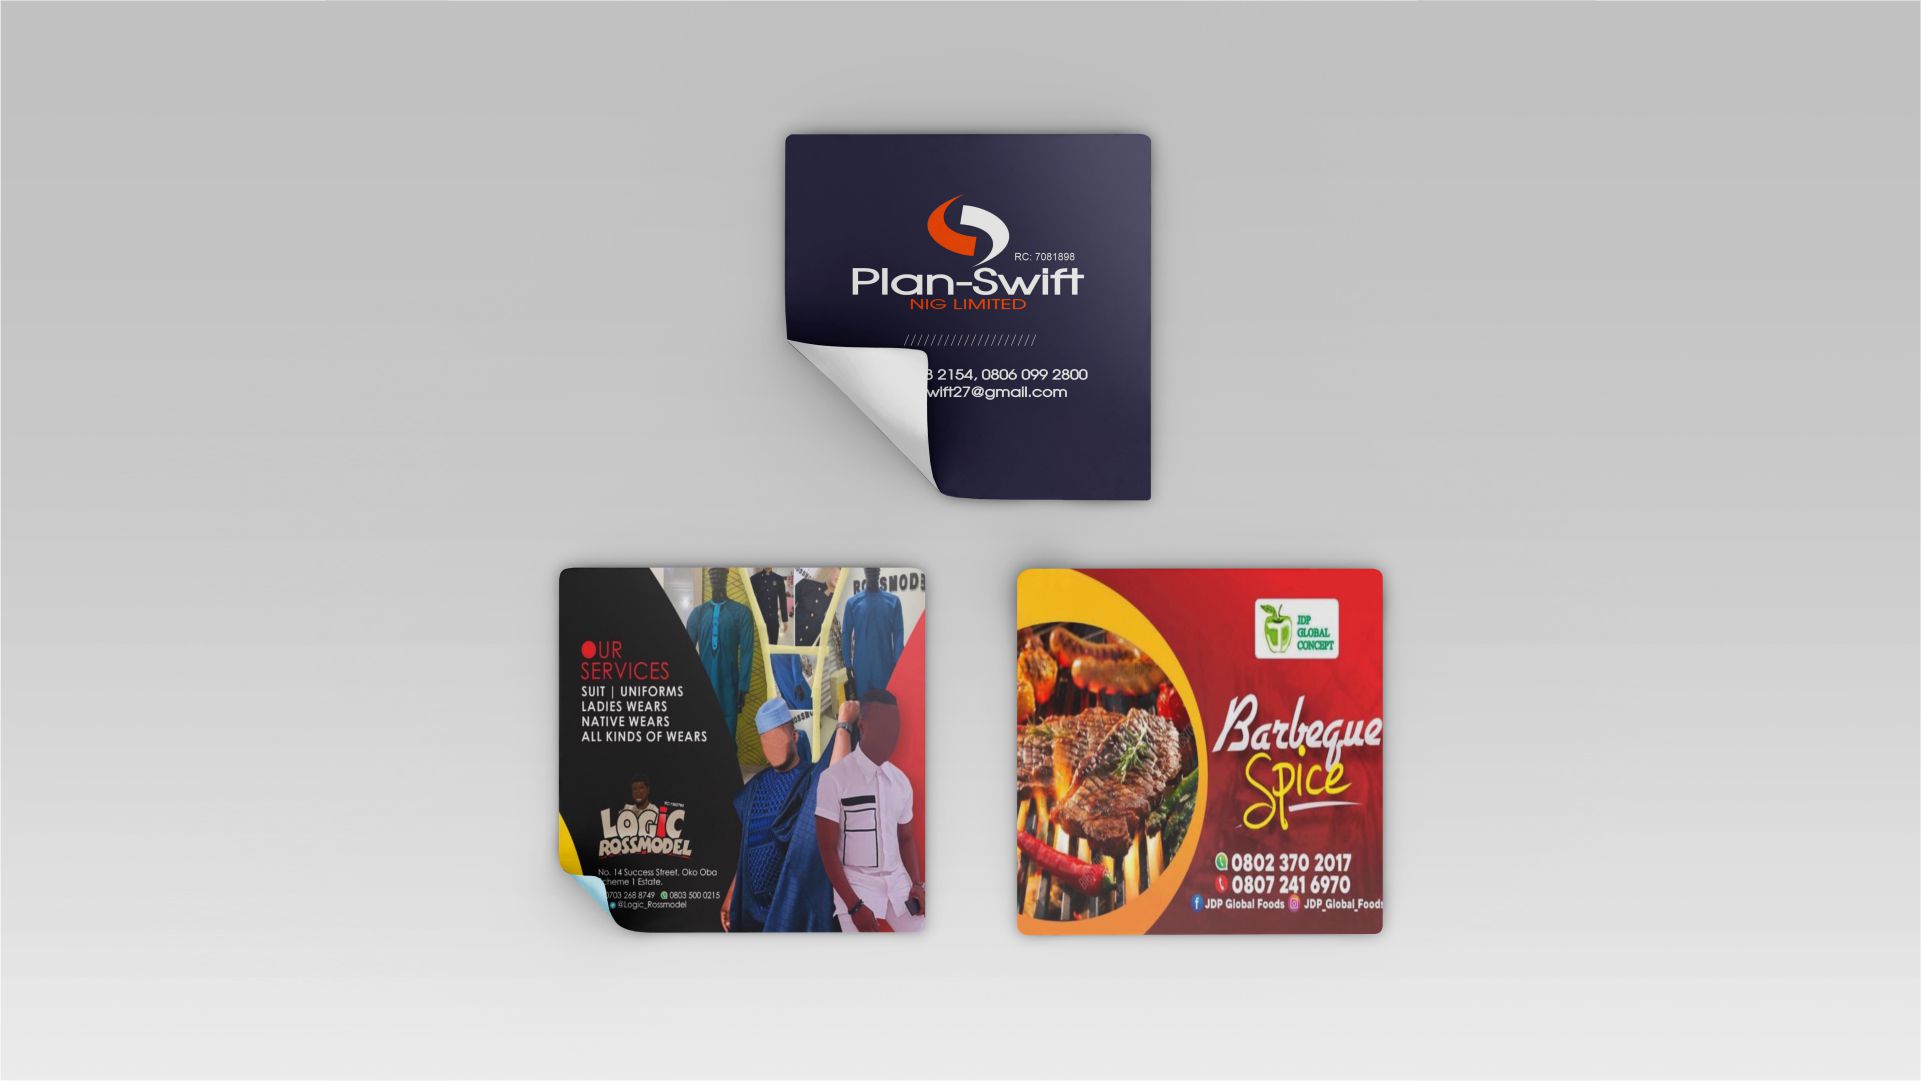 RC: 7081898
Plan-Swift
NIG LIMITED
2154, 0806 099 2800
wift27@gmail.com
OUR
SERVICES
SUIT | UNIFORMS
LADIES WEARS
NATIVE WEARS
ALL KINDS OF WEARS
LOGiC
ROSSMODEL
No. 14 Success Street, Oko Oba
cheme 1 Estate.
0703 268 8749 0803 500 0215
@Logic_Rossmodel
ROSSMODE
JDP
GLOBAL
CONCEPT
Barbeque
Spice
0802 370 2017
0807 241 6970
JDP Global Foods JDP_Global_Foods